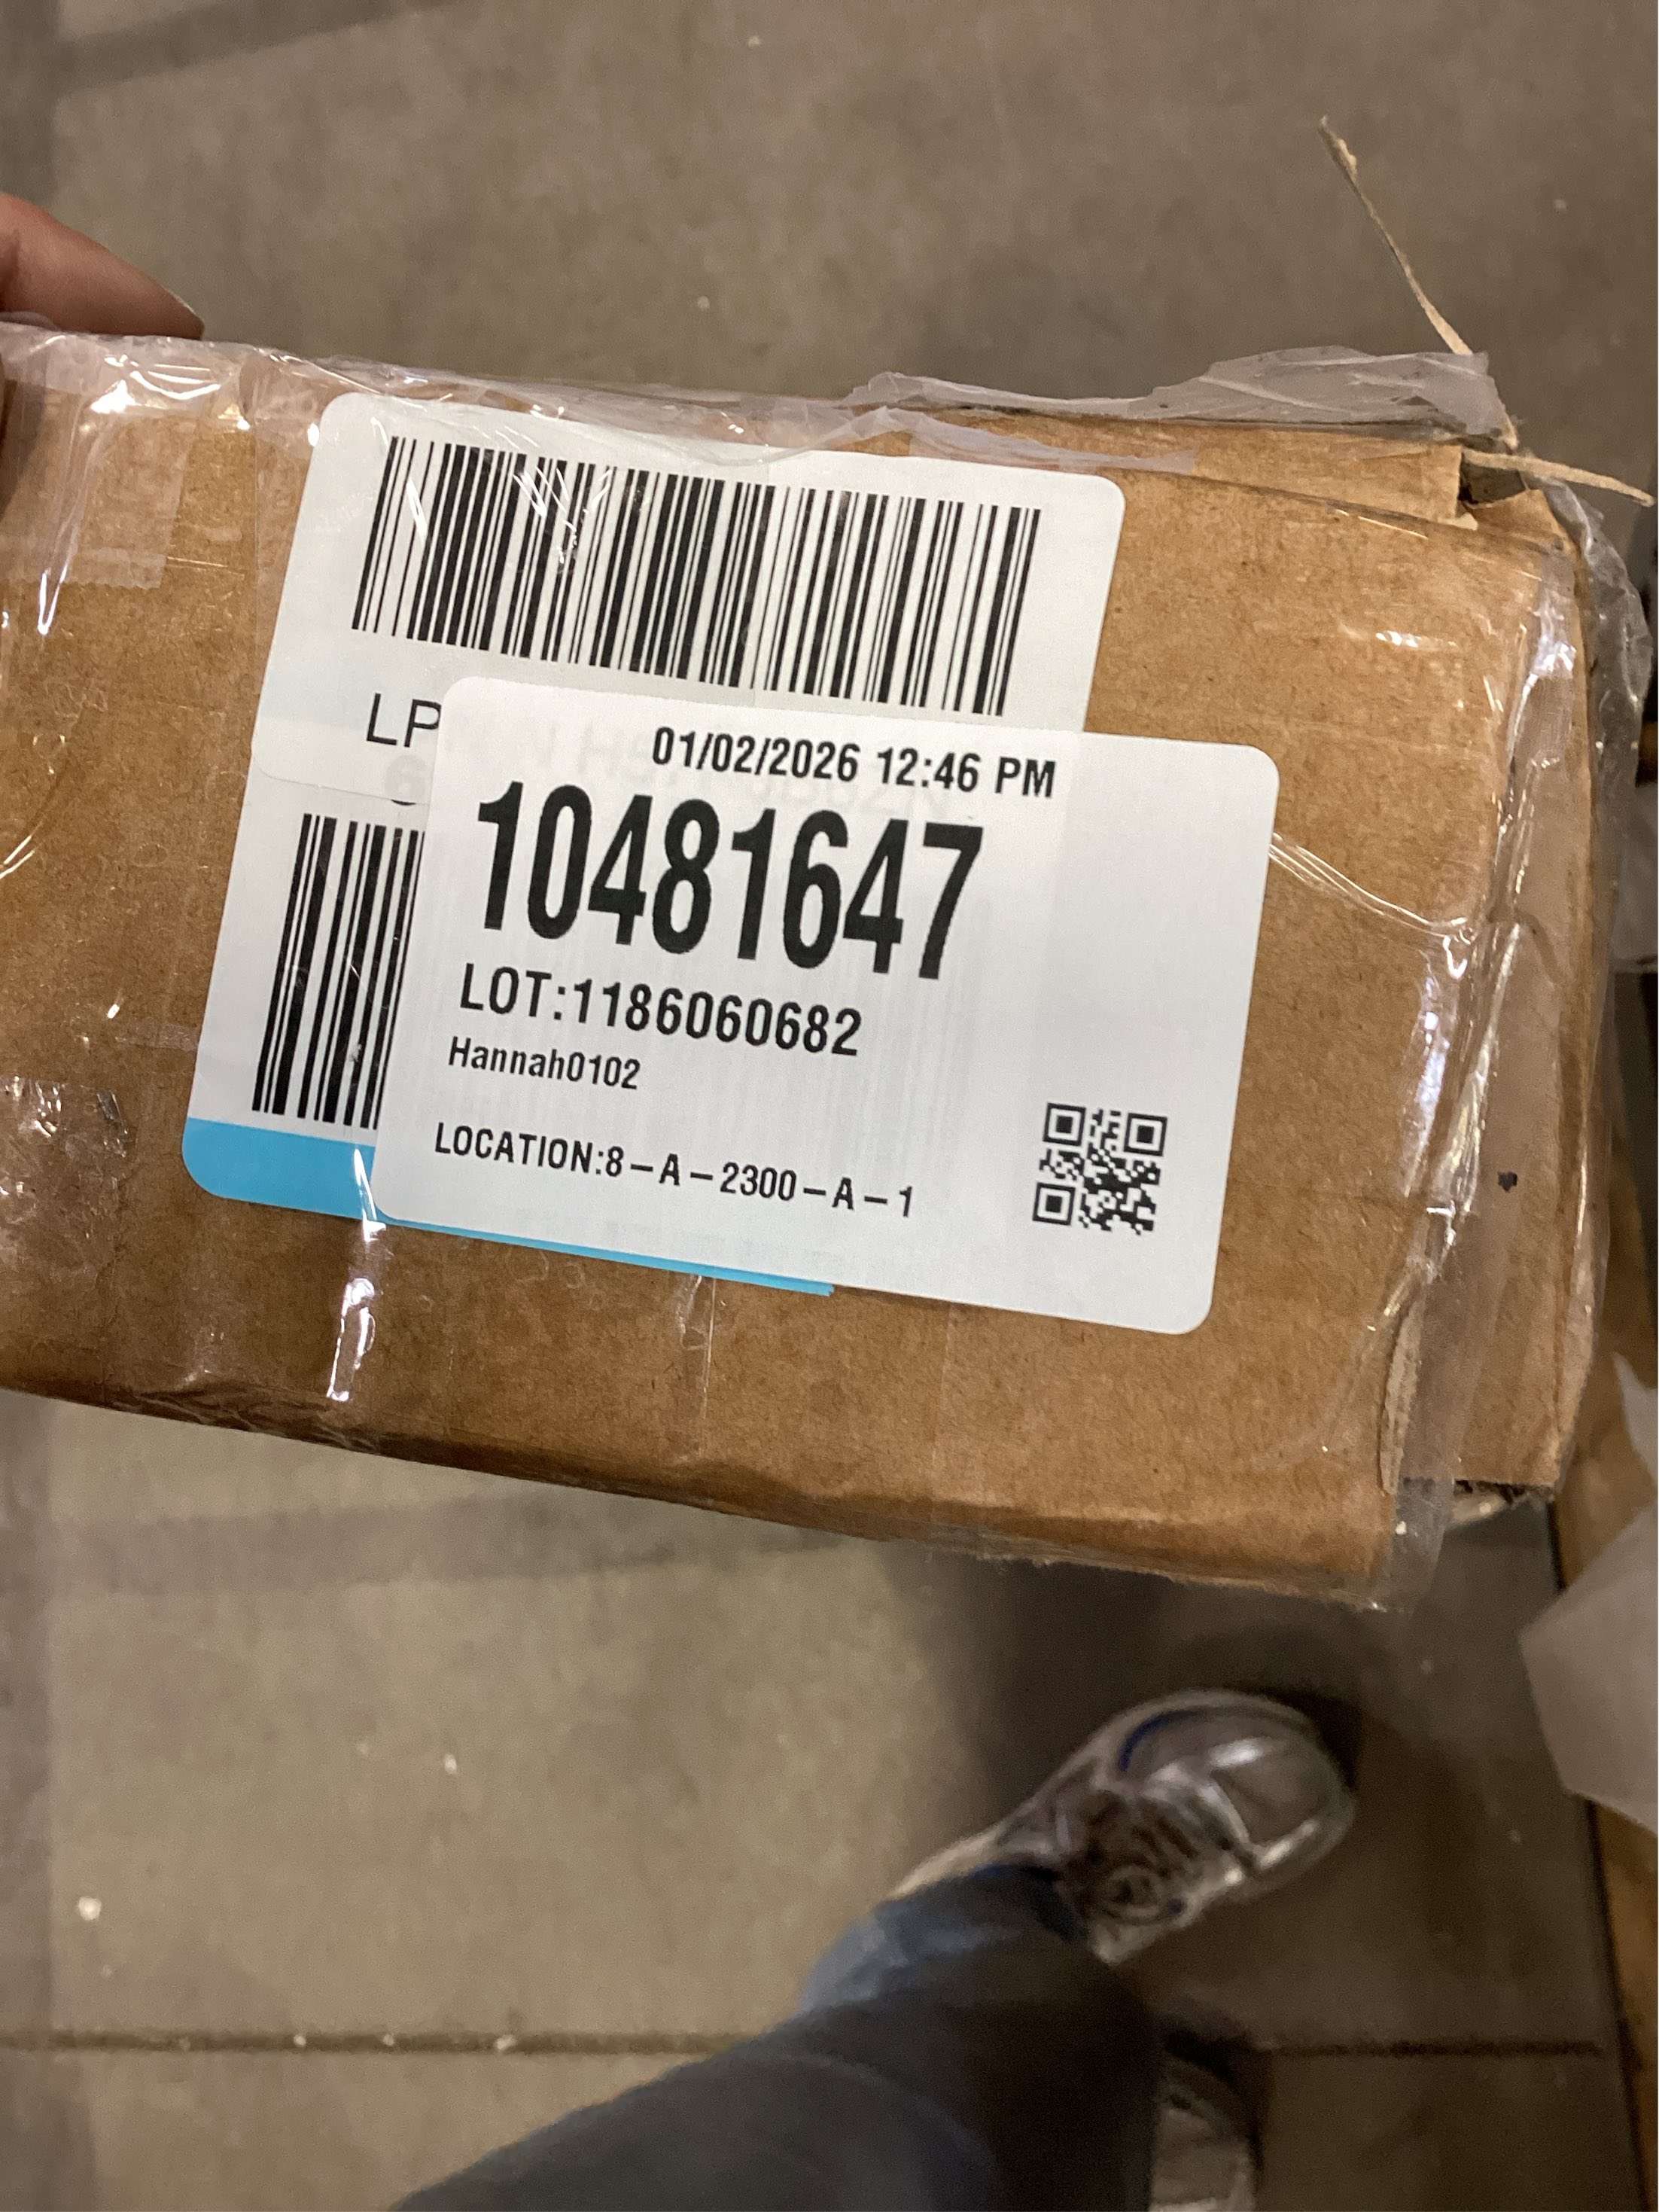 LP
01/02/2026 12:46 PM
10481647
LOT:1186060682
Hannah0102
LOCATION:8-A-2300-A-1